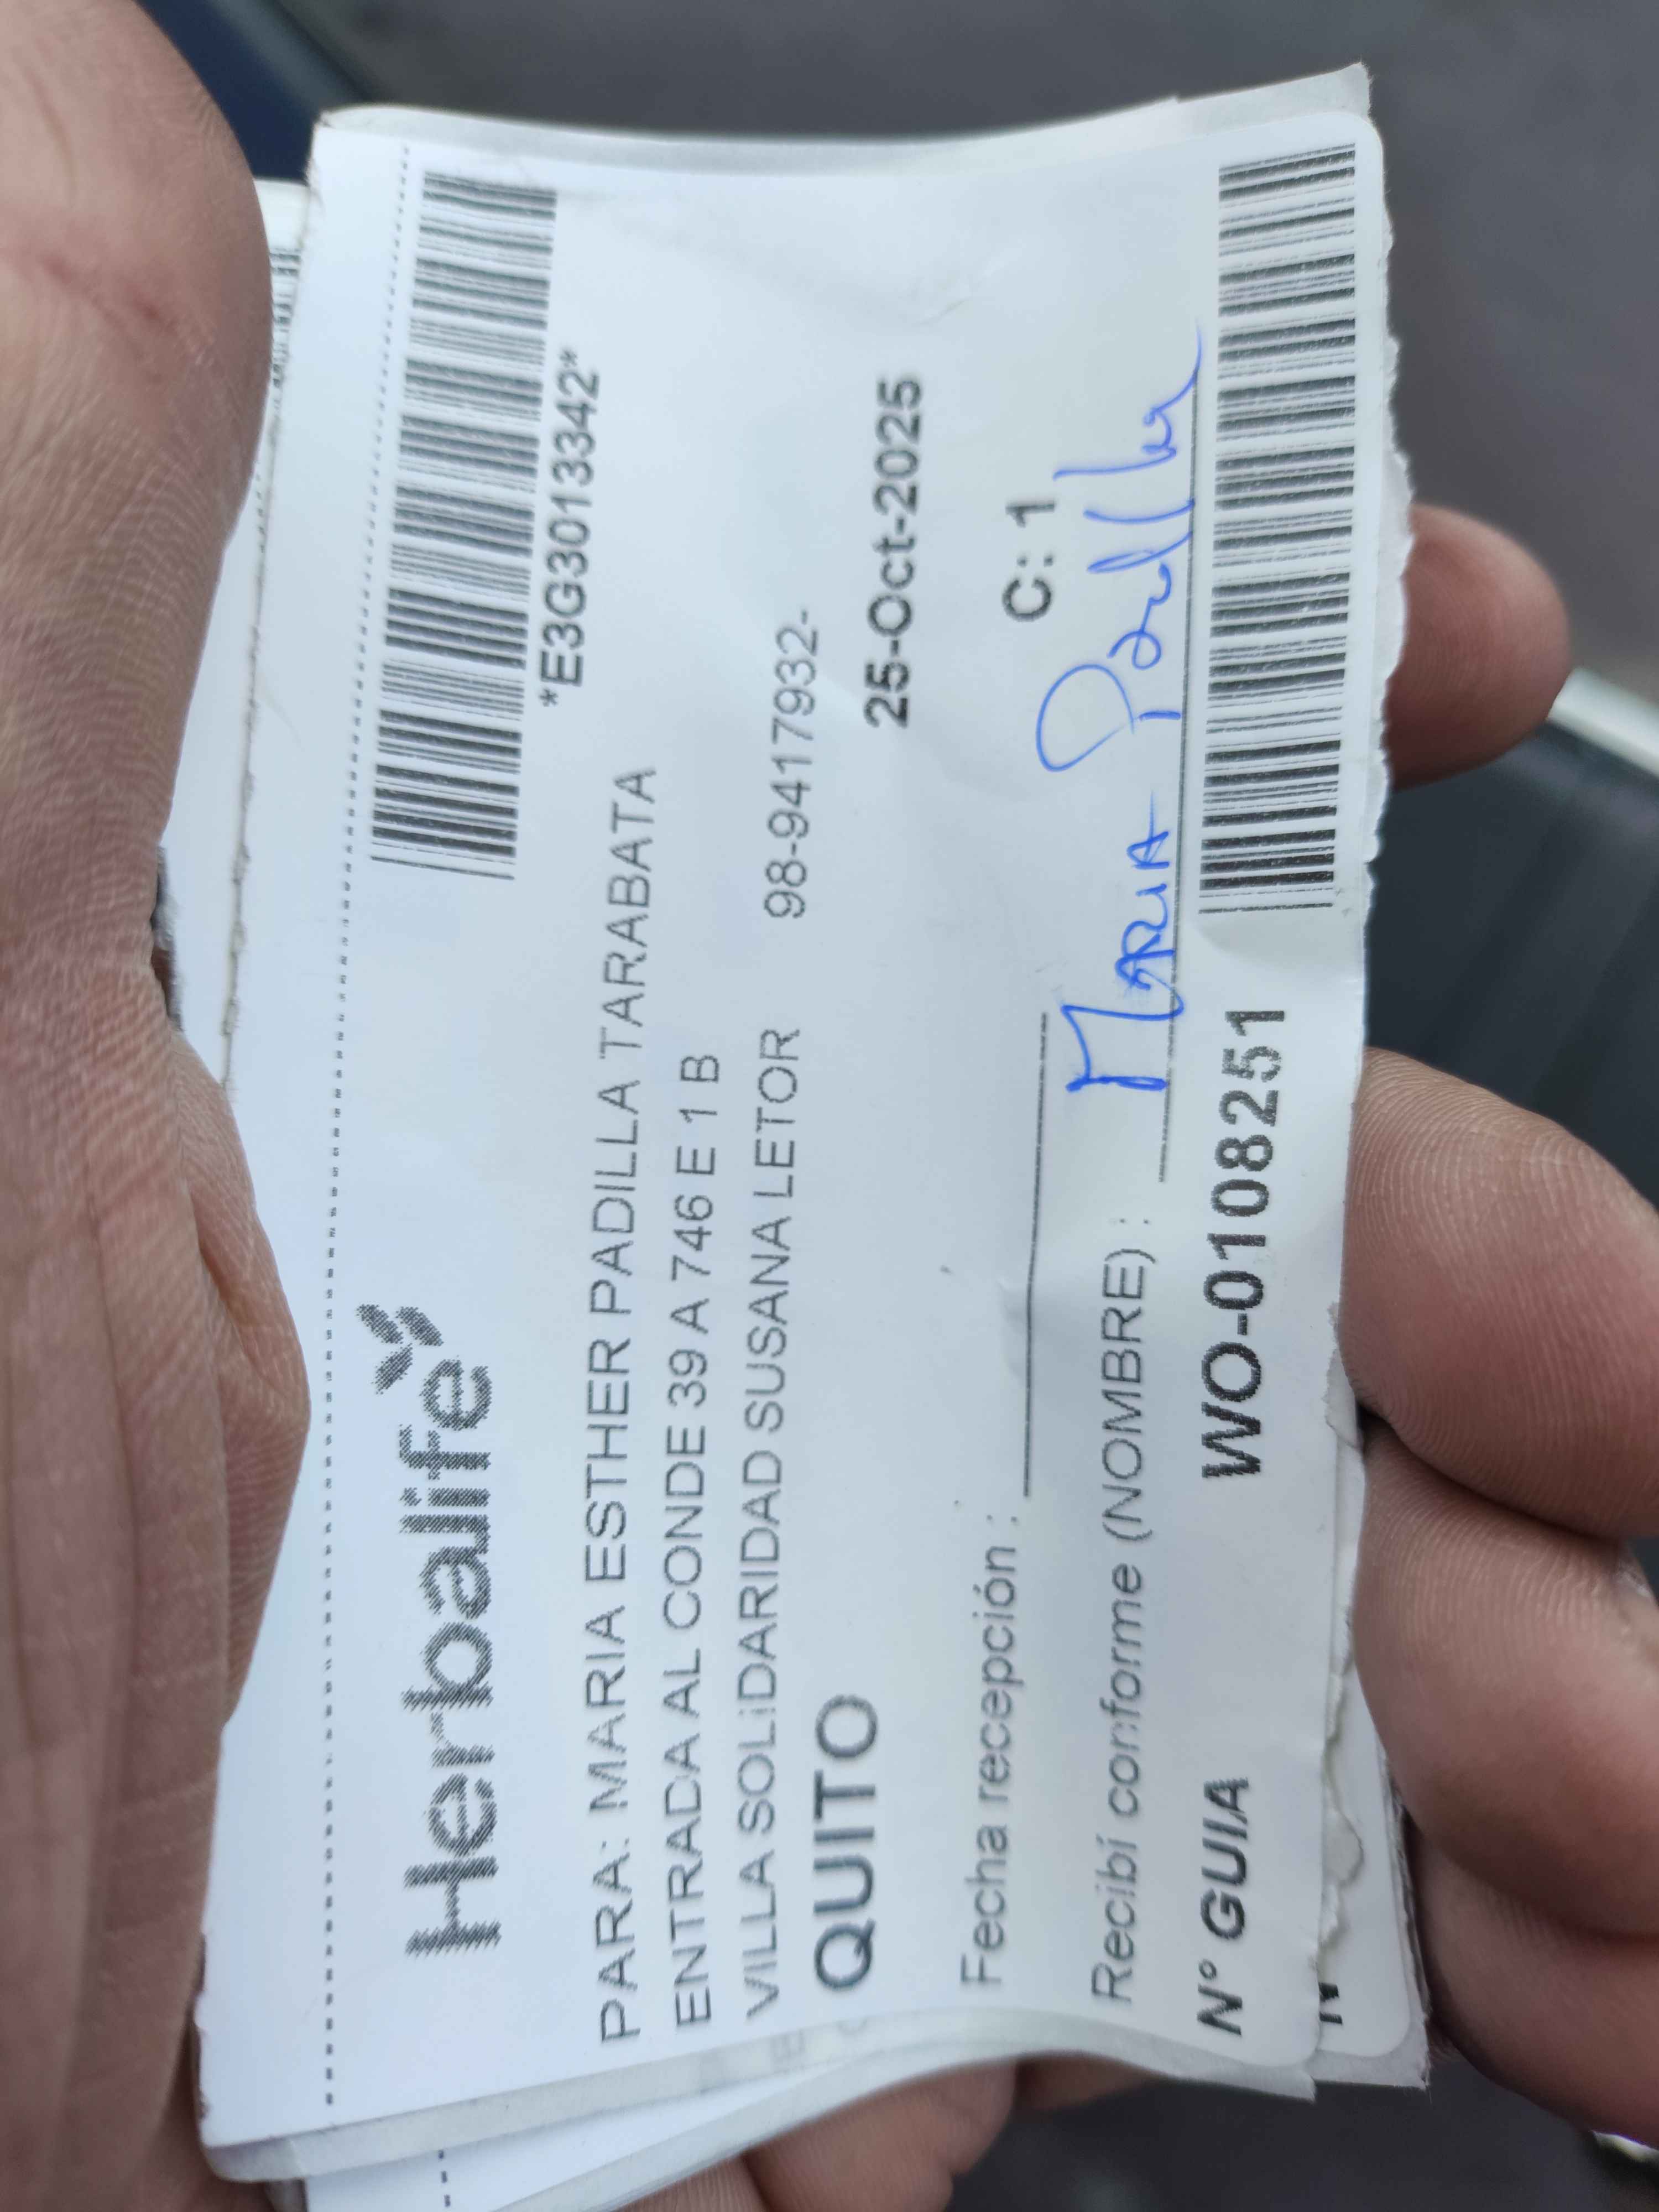 Herbalife
*E3G3013342*
PARA: MARIA ESTHER PADILLA TARABATA
ENTRADA AL CONDE 39 A 746 E 1 B
VILLA SOLIDARIDAD SUSANA LETOR 98-9417932-
QUITO 25-Oct-2025
Fecha recepción : C: 1
Recibí conforme (NOMBRE) : MARIA Padilla
N° GUIA WO-0108251
N